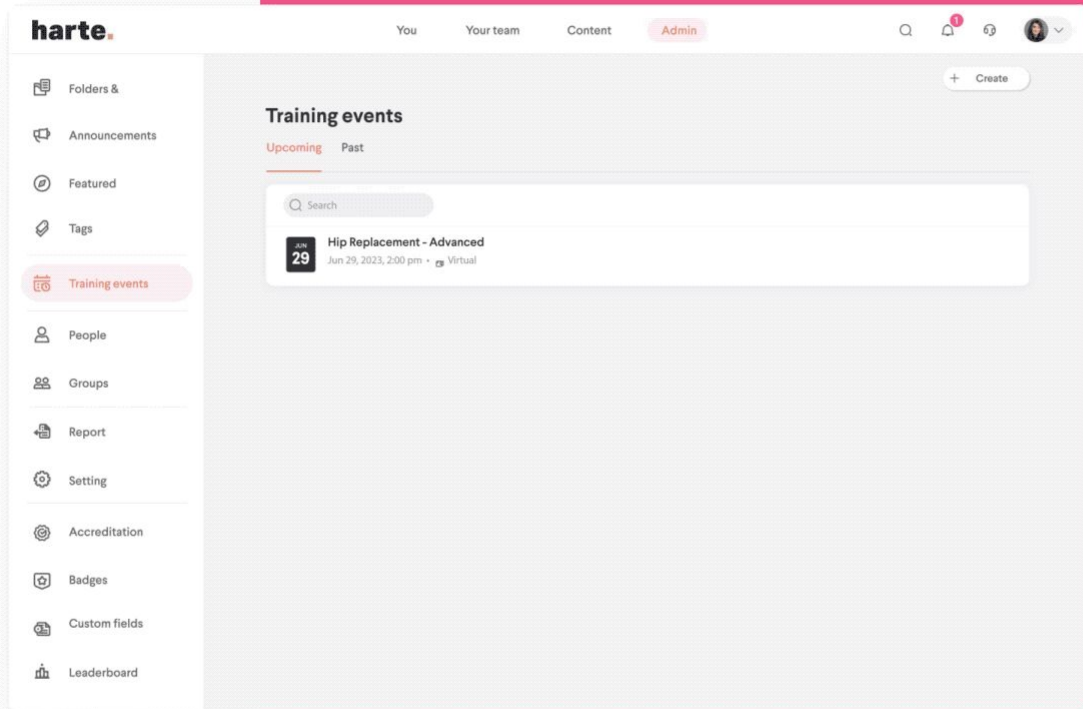 harte.
You
Your team
Content
Admin
1
Folders &
Announcements
Featured
Tags
Training events
People
Groups
Report
Setting
Accreditation
Badges
Custom fields
Leaderboard
+ Create
Training events
Upcoming
Past
Search
JUN
29
Hip Replacement - Advanced
Jun 29, 2023, 2:00 pm • Virtual